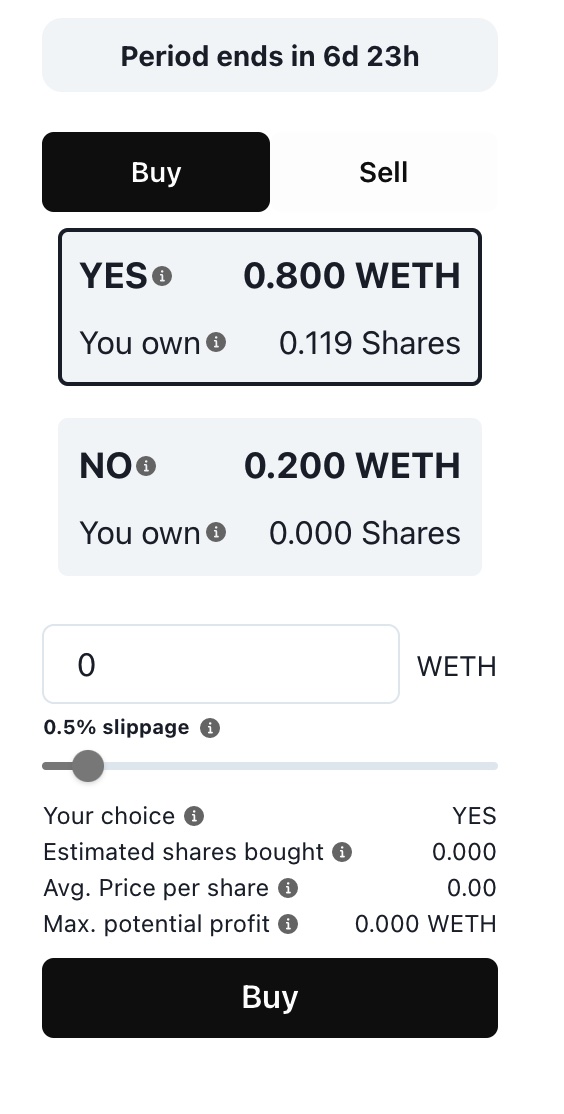 Period ends in 6d 23h
Buy Sell
YES 0.800 WETH
You own 0.119 Shares
NO 0.200 WETH
You own 0.000 Shares
0 WETH
0.5% slippage
Your choice YES
Estimated shares bought 0.000
Avg. Price per share 0.00
Max. potential profit 0.000 WETH
Buy